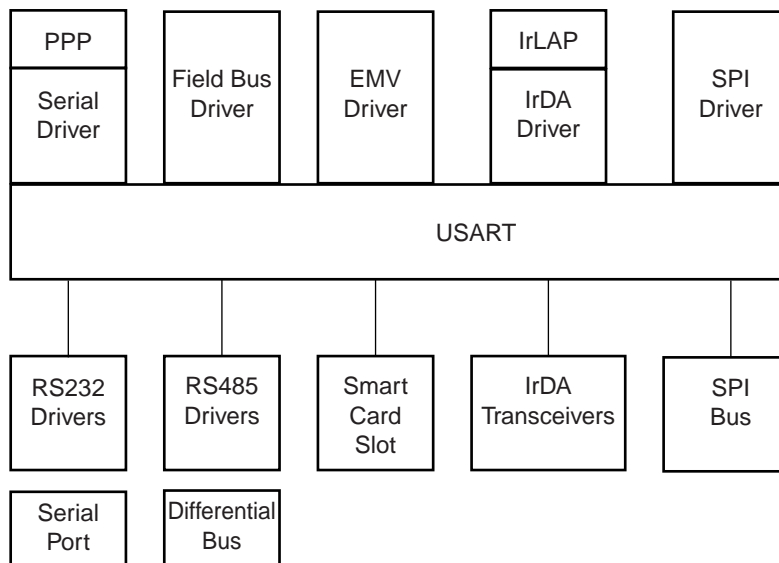 PPP
Serial
Driver
Field Bus
Driver
EMV
Driver
IrLAP
IrDA
Driver
SPI
Driver
USART
RS232
Drivers
RS485
Drivers
Smart
Card
Slot
IrDA
Transceivers
SPI
Bus
Serial
Port
Differential
Bus